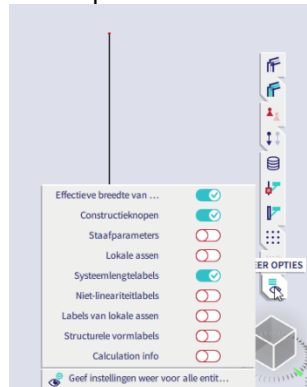 Effectieve breedte van ...
Constructieknopen
Staafparameters
Lokale assen
Systeemlengtelabels
Niet-lineariteitlabels
Labels van lokale assen
Structurele vormlabels
Calculation info
Geef instellingen weer voor alle entit...
ER OPTIES